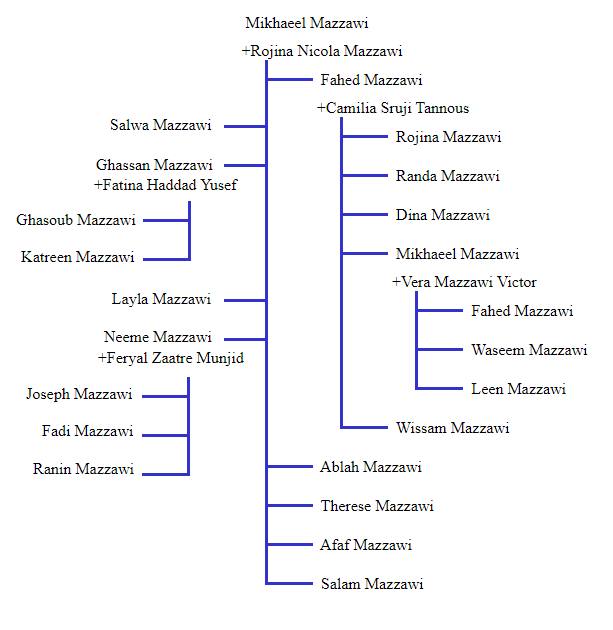 Mikhaeel Mazzawi
+Rojina Nicola Mazzawi
Fahed Mazzawi
+Camilia Sruji Tannous
Salwa Mazzawi
Rojina Mazzawi
Ghassan Mazzawi
+Fatina Haddad Yusef
Randa Mazzawi
Ghasoub Mazzawi
Dina Mazzawi
Katreen Mazzawi
Mikhaeel Mazzawi
+Vera Mazzawi Victor
Layla Mazzawi
Fahed Mazzawi
Neeme Mazzawi
+Feryal Zaatre Munjid
Waseem Mazzawi
Joseph Mazzawi
Leen Mazzawi
Fadi Mazzawi
Wissam Mazzawi
Ranin Mazzawi
Ablah Mazzawi
Therese Mazzawi
Afaf Mazzawi
Salam Mazzawi